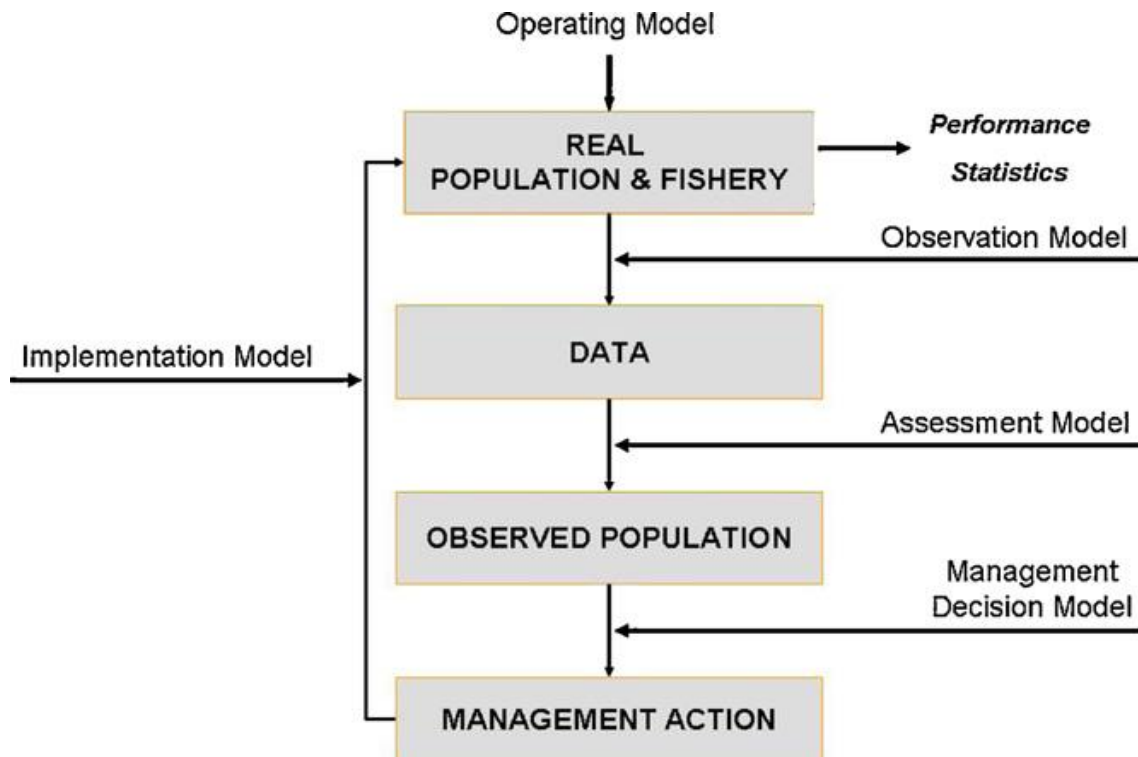 Operating Model
REAL
POPULATION & FISHERY
Performance
Statistics
Observation Model
DATA
Implementation Model
Assessment Model
OBSERVED POPULATION
Management
Decision Model
MANAGEMENT ACTION